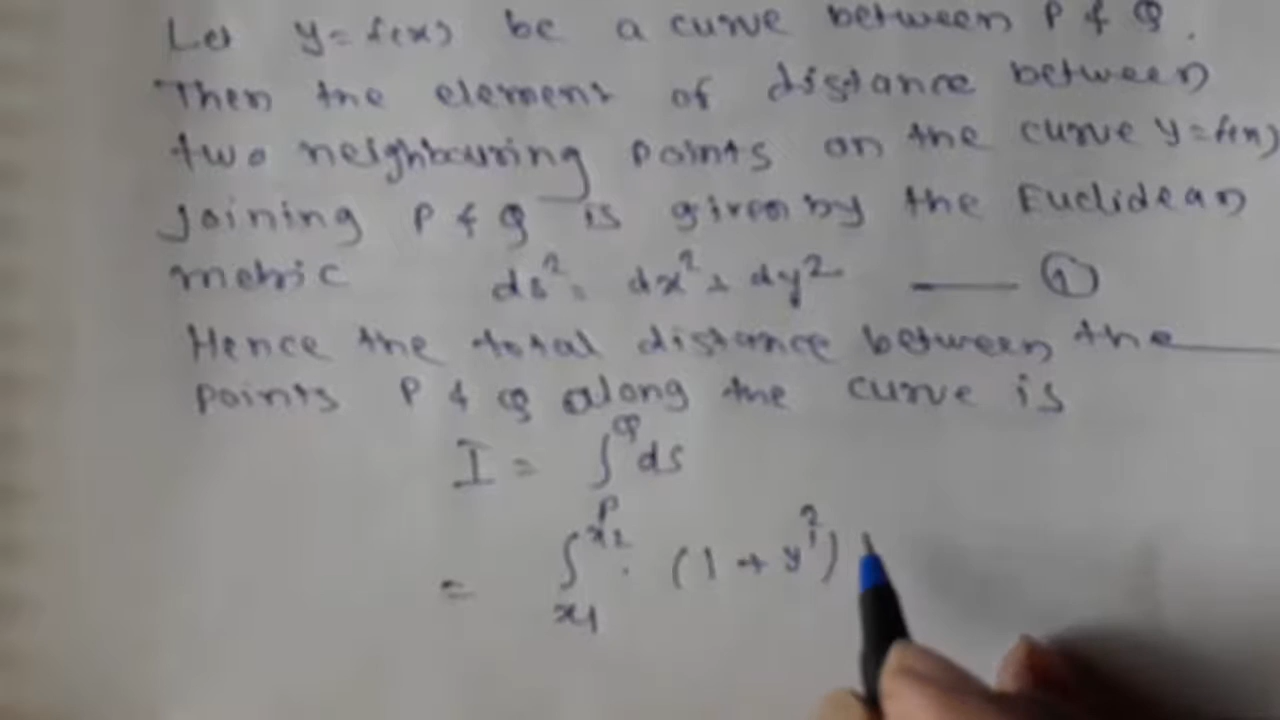 Let y = f(x) be a curve between P & Q.
Then the element of distance between
two neighbouring points on the curve y = f(x)
joining P & Q is given by the Euclidean
metric ds² = dx² + dy² —— ①
Hence the total distance between the
points P & Q along the curve is
I = ∫_P^Q ds
= ∫_{x1}^{x2} (1 + y'²)